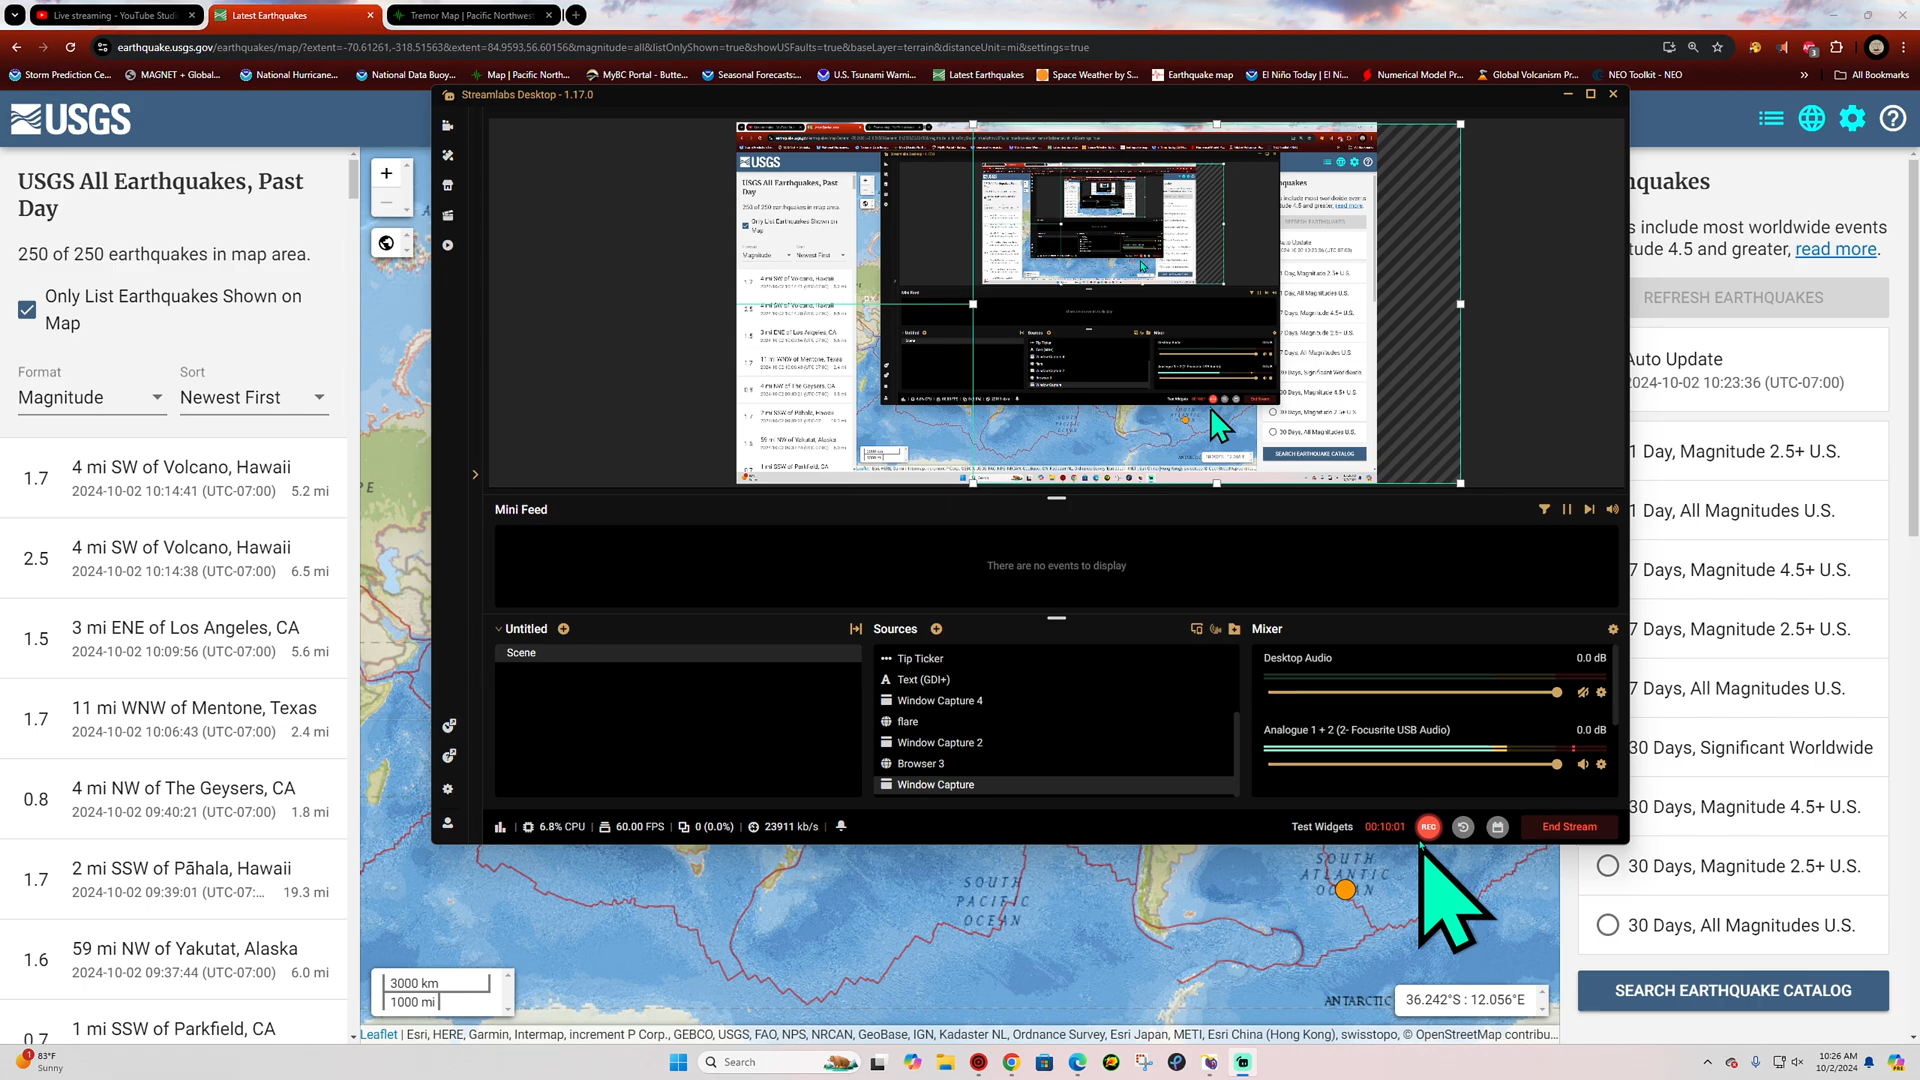 Live streaming - YouTube Studi
Latest Earthquakes
Tremor Map | Pacific Northwest
earthquake.usgs.gov/earthquakes/map/?extent=-70.61261,-318.51563&extent=84.9593,56.60156&magnitude=all&listOnlyShown=true&showUSFaults=true&baseLayer=terrain&distanceUnit=mi&settings=true
Storm Prediction Ce...
MAGNET + Global...
National Hurricane...
National Data Buoy...
Map | Pacific North...
MyBC Portal - Butte...
Seasonal Forecasts:...
U.S. Tsunami Warni...
Latest Earthquakes
Space Weather by S...
Earthquake map
El Niño Today | El Ni...
Numerical Model Pr...
Global Volcanism Pr...
NEO Toolkit - NEO
All Bookmarks
USGS
USGS All Earthquakes, Past
Day
250 of 250 earthquakes in map area.
Only List Earthquakes Shown on
Map
Format
Magnitude
Sort
Newest First
1.7
4 mi SW of Volcano, Hawaii
2024-10-02 10:14:41 (UTC-07:00) 5.2 mi
2.5
4 mi SW of Volcano, Hawaii
2024-10-02 10:14:38 (UTC-07:00) 6.5 mi
1.5
3 mi ENE of Los Angeles, CA
2024-10-02 10:09:56 (UTC-07:00) 5.6 mi
1.7
11 mi WNW of Mentone, Texas
2024-10-02 10:06:43 (UTC-07:00) 2.4 mi
0.8
4 mi NW of The Geysers, CA
2024-10-02 09:40:21 (UTC-07:00) 1.8 mi
1.7
2 mi SSW of Pāhala, Hawaii
2024-10-02 09:39:01 (UTC-07:... 19.3 mi
1.6
59 mi NW of Yakutat, Alaska
2024-10-02 09:37:44 (UTC-07:00) 6.0 mi
0.7
1 mi SSW of Parkfield, CA
Streamlabs Desktop - 1.17.0
Mini Feed
There are no events to display
Untitled
Scene
Sources
Tip Ticker
Text (GDI+)
Window Capture 4
flare
Window Capture 2
Browser 3
Window Capture
Mixer
Desktop Audio 0.0 dB
Analogue 1 + 2 (2- Focusrite USB Audio) 0.0 dB
6.8% CPU
60.00 FPS
0 (0.0%)
23911 kb/s
Test Widgets
00:10:01
REC
End Stream
SOUTH
PACIFIC
OCEAN
SOUTH
ATLANTIC
OCEAN
ANTARCTIC
3000 km
1000 mi
36.242°S : 12.056°E
Leaflet | Esri, HERE, Garmin, Intermap, increment P Corp., GEBCO, USGS, FAO, NPS, NRCAN, GeoBase, IGN, Kadaster NL, Ordnance Survey, Esri Japan, METI, Esri China (Hong Kong), swisstopo, © OpenStreetMap contribu...
hquakes
s include most worldwide events
tude 4.5 and greater, read more.
REFRESH EARTHQUAKES
Auto Update
2024-10-02 10:23:36 (UTC-07:00)
1 Day, Magnitude 2.5+ U.S.
1 Day, All Magnitudes U.S.
7 Days, Magnitude 4.5+ U.S.
7 Days, Magnitude 2.5+ U.S.
7 Days, All Magnitudes U.S.
30 Days, Significant Worldwide
30 Days, Magnitude 4.5+ U.S.
30 Days, Magnitude 2.5+ U.S.
30 Days, All Magnitudes U.S.
SEARCH EARTHQUAKE CATALOG
83°F
Sunny
Search
10:26 AM
10/2/2024